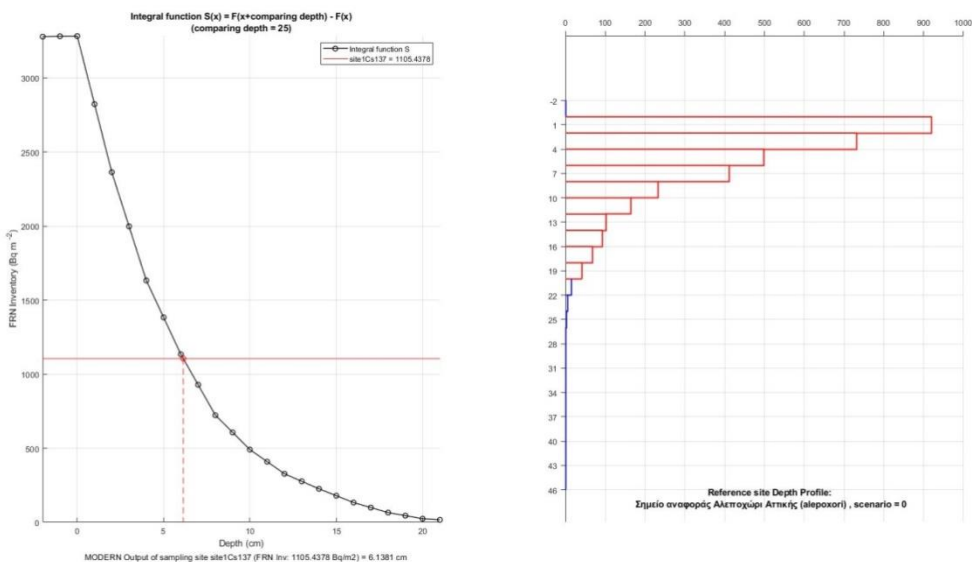 Integral function S(x) = F(x+comparing depth) - F(x)
(comparing depth = 25)
Integral function S
site1Cs137 = 1105.4378
FRN Inventory (Bq m -2)
3000
2500
2000
1500
1000
500
0
0 5 10 15 20
Depth (cm)
MODERN Output of sampling site site1Cs137 (FRN Inv: 1105.4378 Bq/m2) = 6.1381 cm
0 100 200 300 400 500 600 700 800 900 1000
-2
1
4
7
10
13
16
19
22
25
28
31
34
37
40
43
46
Reference site Depth Profile:
Σημείο αναφοράς Αλεποχώρι Αττικής (alepoxori) , scenario = 0